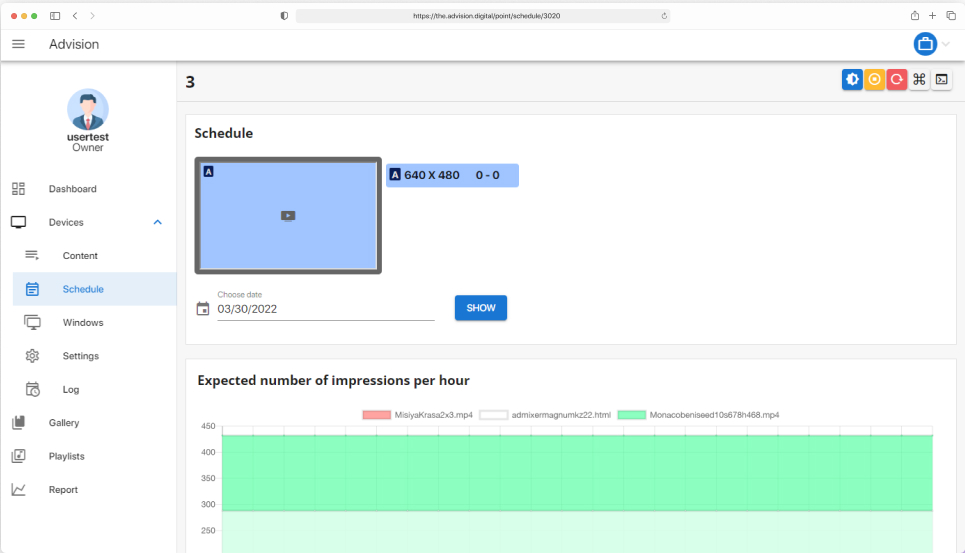 https://the.advision.digital/point/schedule/3020
Advision
3
usertest
Owner
Dashboard
Devices
Content
Schedule
Windows
Settings
Log
Gallery
Playlists
Report
Schedule
A
A 640 X 480 0 - 0
Choose date
03/30/2022
SHOW
Expected number of impressions per hour
MisiyaKrasa2x3.mp4 admixermagnumkz22.html Monacobeniseed10s678h468.mp4
450
400
350
300
250